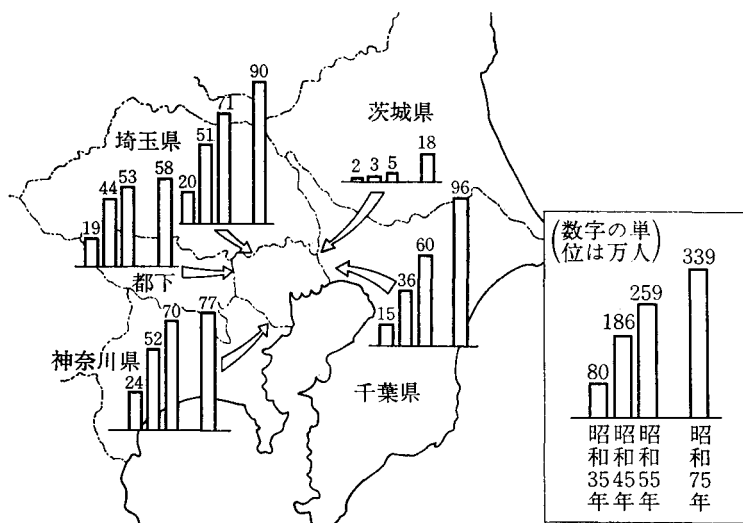 埼玉県
20
51
71
90
19
44
53
58
都下
茨城県
2
3
5
18
神奈川県
24
52
70
77
千葉県
15
36
60
96
(数字の単
位は万人)
80
186
259
339
昭和35年
昭和45年
昭和55年
昭和75年